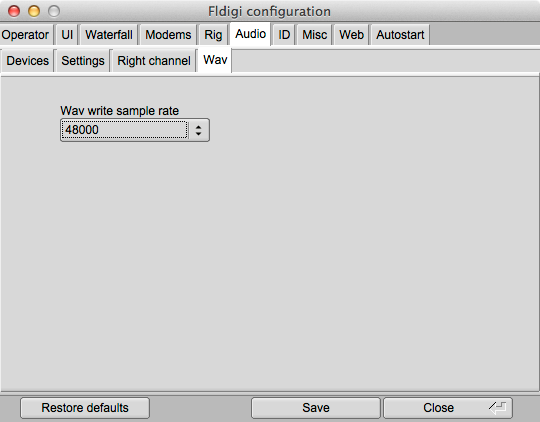 Fldigi configuration
Operator UI Waterfall Modems Rig Audio ID Misc Web Autostart
Devices Settings Right channel Wav
Wav write sample rate
48000
Restore defaults Save Close